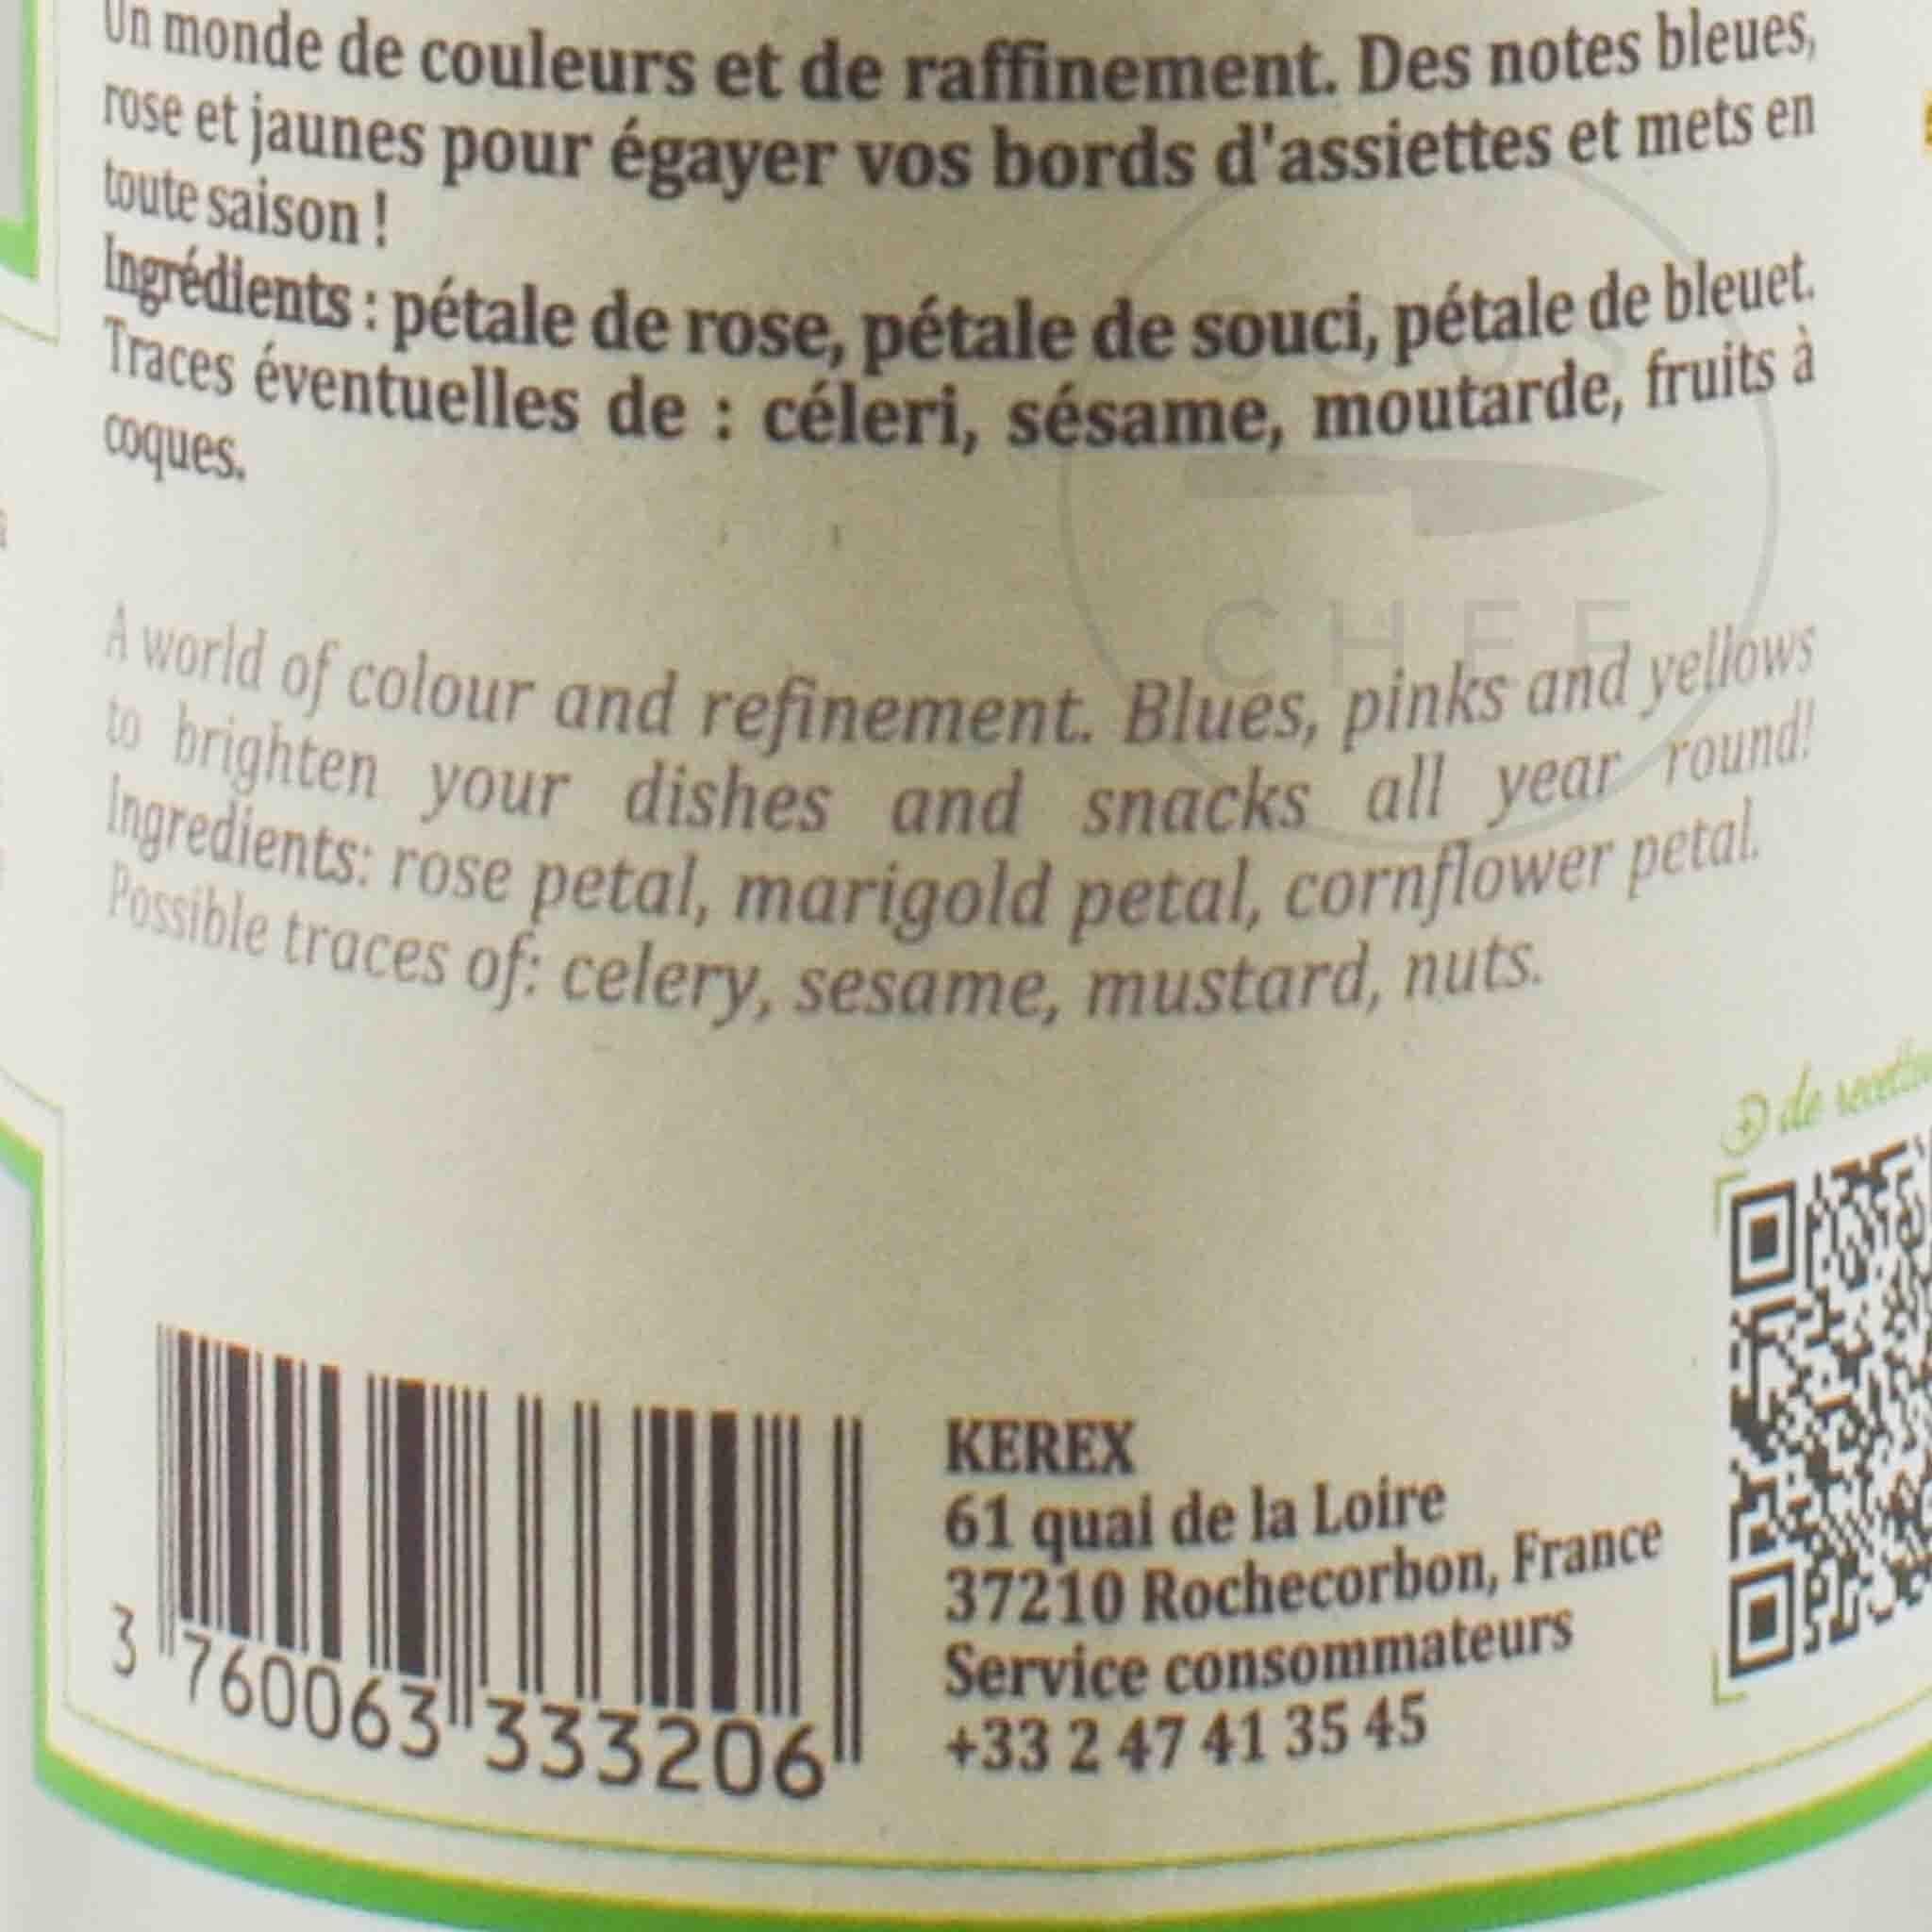 Un monde de couleurs et de raffinement. Des notes bleues,
rose et jaunes pour égayer vos bords d'assiettes et mets en
toute saison !
Ingrédients : pétale de rose, pétale de souci, pétale de bleuet.
Traces éventuelles de : céleri, sésame, moutarde, fruits à
coques.
SOUS
CHEF
A world of colour and refinement. Blues, pinks and yellows
to brighten your dishes and snacks all year round!
Ingredients: rose petal, marigold petal, cornflower petal.
Possible traces of: celery, sesame, mustard, nuts.
+ de
KEREX
61 quai de la Loire
37210 Rochecorbon, France
Service consommateurs
+33 2 47 41 35 45
3 760063 333206